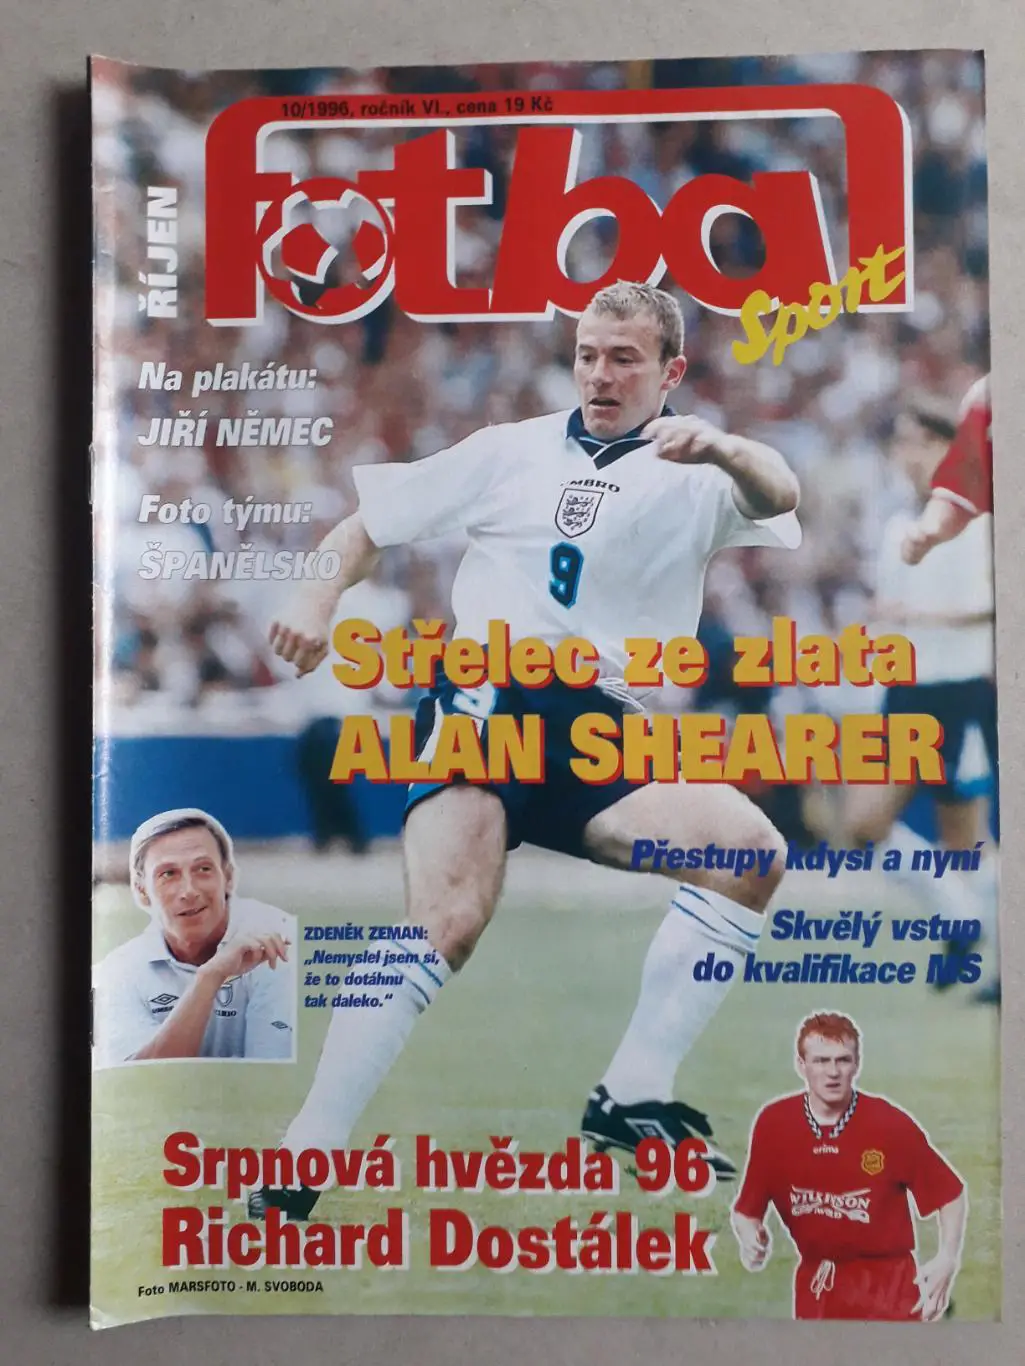 10/1996, ročník VI., cena 19 Kč
fotbal
Sport
ŘÍJEN
Na plakátu:
JIŘÍ NĚMEC
Foto týmu:
ŠPANĚLSKO
UMBRO
9
Střelec ze zlata
ALAN SHEARER
Přestupy kdysi a nyní
Skvělý vstup
do kvalifikace MS
ZDENĚK ZEMAN:
„Nemyslel jsem si,
že to dotáhnu
tak daleko.“
Srpnová hvězda 96
Richard Dostálek
erima
WILKINSON
Foto MARSFOTO - M. SVOBODA